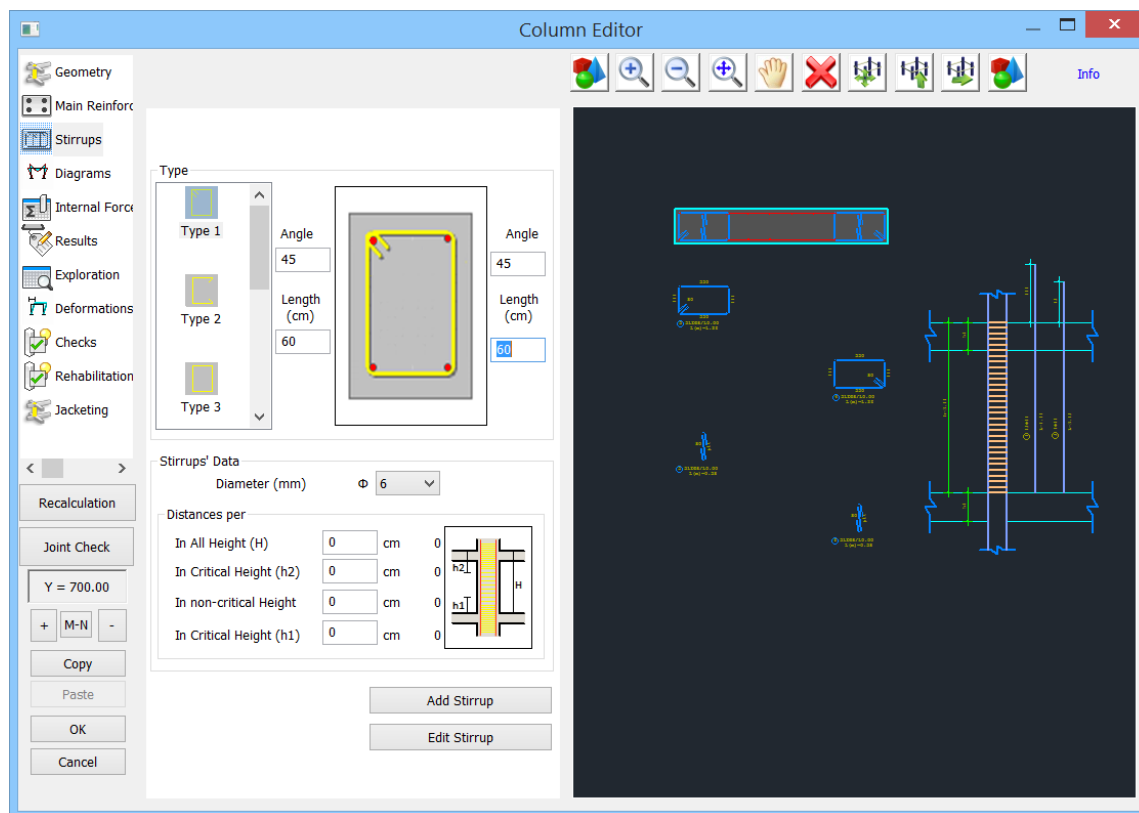 Column Editor
Geometry
Main Reinforc
Stirrups
Diagrams
Internal Force
Results
Exploration
Deformations
Checks
Rehabilitation
Jacketing
Recalculation
Joint Check
Y = 700.00
+ M-N -
Copy
Paste
OK
Cancel
Type
Type 1
Type 2
Type 3
Angle
45
Length
(cm)
60
Angle
45
Length
(cm)
60
Stirrups' Data
Diameter (mm) Φ 6
Distances per
In All Height (H) 0 cm 0
In Critical Height (h2) 0 cm 0
In non-critical Height 0 cm 0
In Critical Height (h1) 0 cm 0
h2
H
h1
Add Stirrup
Edit Stirrup
Info